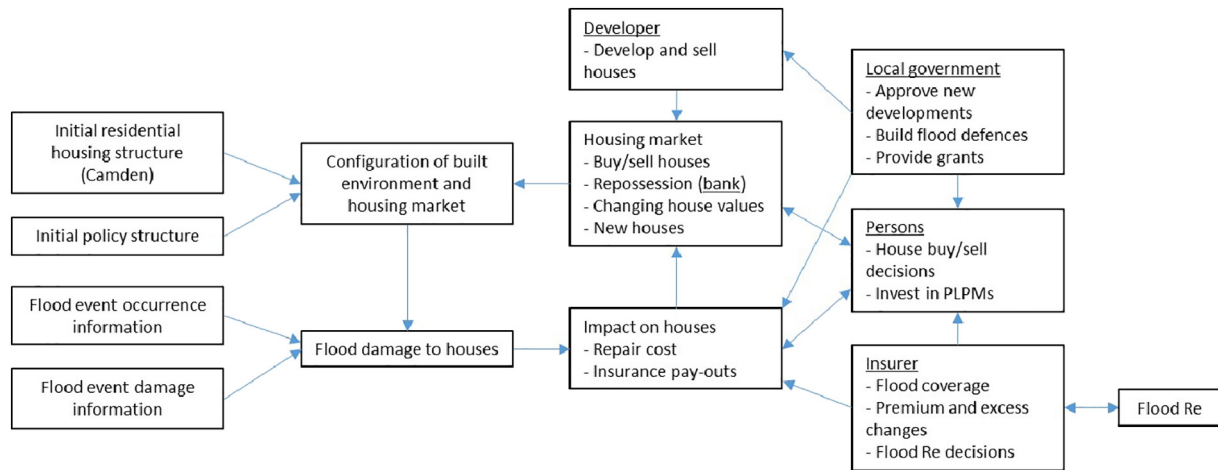 Developer
- Develop and sell
houses
Local government
- Approve new
developments
- Build flood defences
- Provide grants
Initial residential
housing structure
(Camden)
Configuration of built
environment and
housing market
Housing market
- Buy/sell houses
- Repossession (bank)
- Changing house values
- New houses
Initial policy structure
Persons
- House buy/sell
decisions
- Invest in PLPMs
Flood event occurrence
information
Flood damage to houses
Impact on houses
- Repair cost
- Insurance pay-outs
Flood event damage
information
Insurer
- Flood coverage
- Premium and excess
changes
- Flood Re decisions
Flood Re